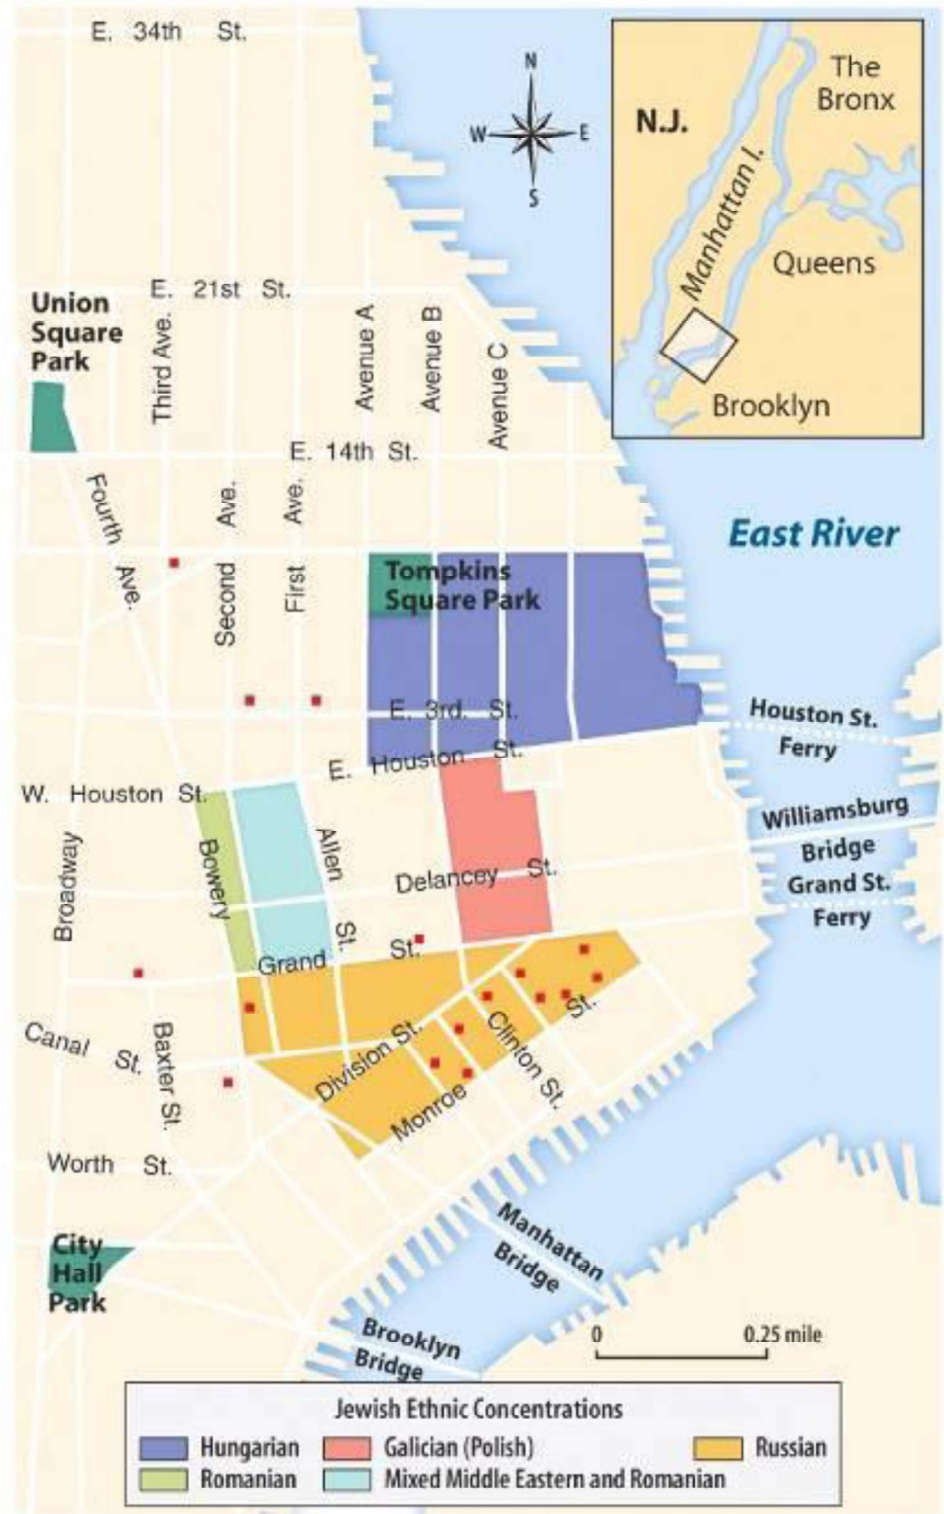 E. 34th St.
N
W E
S
N.J.
The
Bronx
Manhattan I.
Queens
Brooklyn
E. 21st St.
Union
Square
Park
Third Ave.
Avenue A
Avenue B
Avenue C
E. 14th St.
Fourth Ave.
Second Ave.
First Ave.
East River
Tompkins
Square Park
E. 3rd. St.
E. Houston St.
Houston St.
Ferry
W. Houston St.
Williamsburg
Bridge
Grand St.
Ferry
Broadway
Bowery
Allen St.
Delancey St.
Grand St.
Canal St.
Baxter St.
Division St.
Clinton St.
Monroe St.
Worth St.
City
Hall
Park
Manhattan
Bridge
Brooklyn
Bridge
0 0.25 mile
Jewish Ethnic Concentrations
Hungarian Galician (Polish) Russian
Romanian Mixed Middle Eastern and Romanian